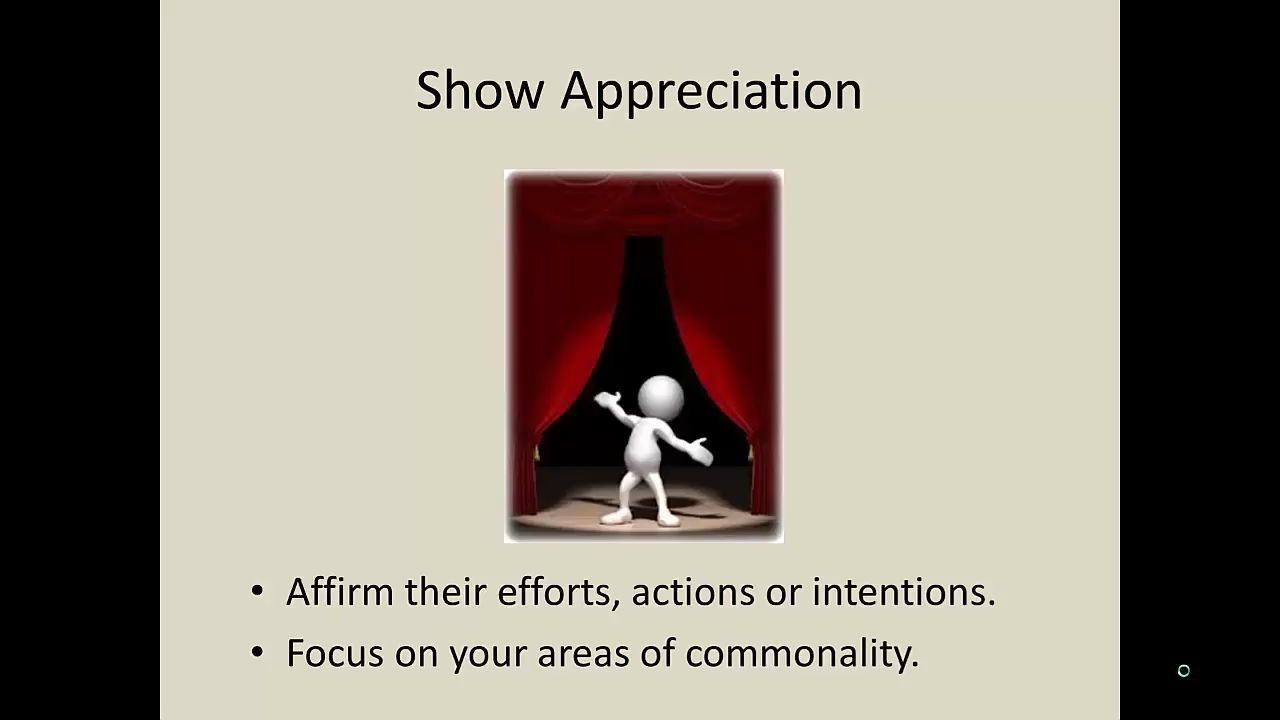 Show Appreciation
• Affirm their efforts, actions or intentions.
• Focus on your areas of commonality.